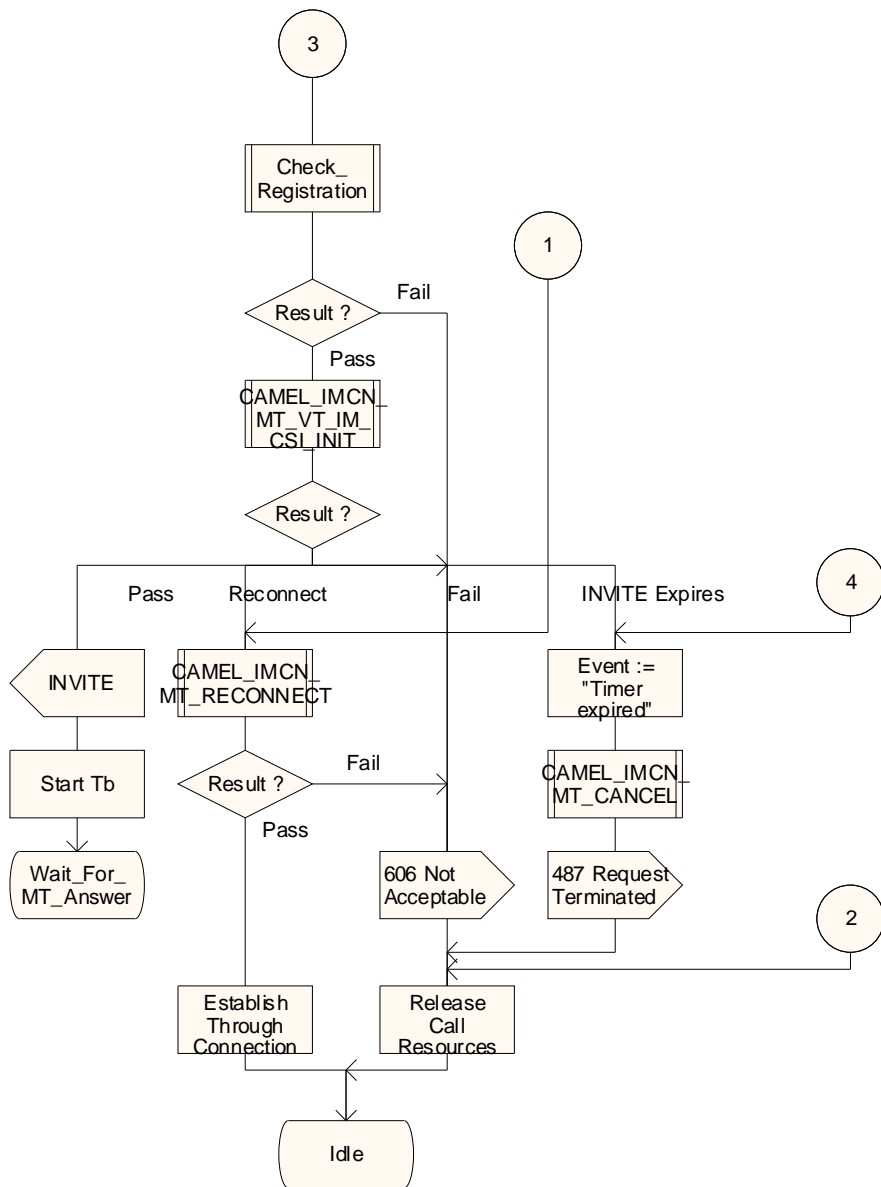 3
Check_
Registration
1
Result ?
Fail
Pass
CAMEL_IMCN_
MT_VT_IM_
CSI_INIT
Result ?
4
Pass
Reconnect
Fail
INVITE Expires
INVITE
CAMEL_IMCN_
MT_RECONNECT
Event :=
"Timer
expired"
Start Tb
Result ?
Fail
Pass
CAMEL_IMCN_
MT_CANCEL
Wait_For_
MT_Answer
606 Not
Acceptable
487 Request
Terminated
2
Establish
Through
Connection
Release
Call
Resources
Idle